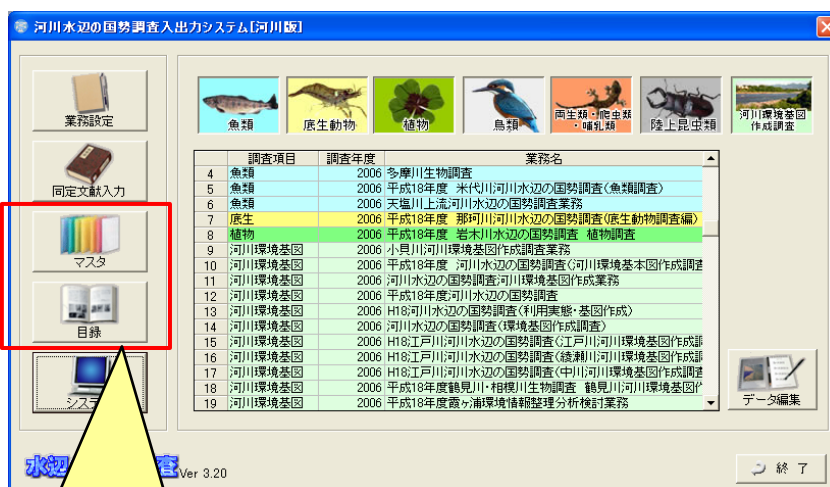 河川水辺の国勢調査入出力システム[河川版]
業務設定
同定文献入力
マスタ
目録
システ
魚類
底生動物
植物
鳥類
両生類・爬虫類
・哺乳類
陸上昆虫類
河川環境基図
作成調査
調査項目 調査年度 業務名
4 魚類 2006 多摩川生物調査
5 魚類 2006 平成18年度 米代川河川水辺の国勢調査(魚類調査)
6 魚類 2006 天塩川上流河川水辺の国勢調査業務
7 底生 2006 平成18年度 那珂川河川水辺の国勢調査(底生動物調査編)
8 植物 2006 平成18年度 岩木川水辺の国勢調査 植物調査
9 河川環境基図 2006 小貝川河川環境基図作成調査業務
10 河川環境基図 2006 平成18年度 河川水辺の国勢調査(河川環境基本図作成調査
11 河川環境基図 2006 河川水辺の国勢調査河川環境基図作成業務
12 河川環境基図 2006 平成18年度河川水辺の国勢調査
13 河川環境基図 2006 H18河川水辺の国勢調査(利用実態・基図作成)
14 河川環境基図 2006 河川水辺の国勢調査(環境基図作成調査)
15 河川環境基図 2006 H18江戸川河川水辺の国勢調査(江戸川河川環境基図作成調
16 河川環境基図 2006 H18江戸川河川水辺の国勢調査(綾瀬川河川環境基図作成調
17 河川環境基図 2006 H18江戸川河川水辺の国勢調査(中川河川環境基図作成調査
18 河川環境基図 2006 平成18年度鶴見川・相模川生物調査 鶴見川河川環境基図作
19 河川環境基図 2006 平成18年度霞ヶ浦環境情報整理分析検討業務
データ編集
水辺 査 Ver 3.20
終 了